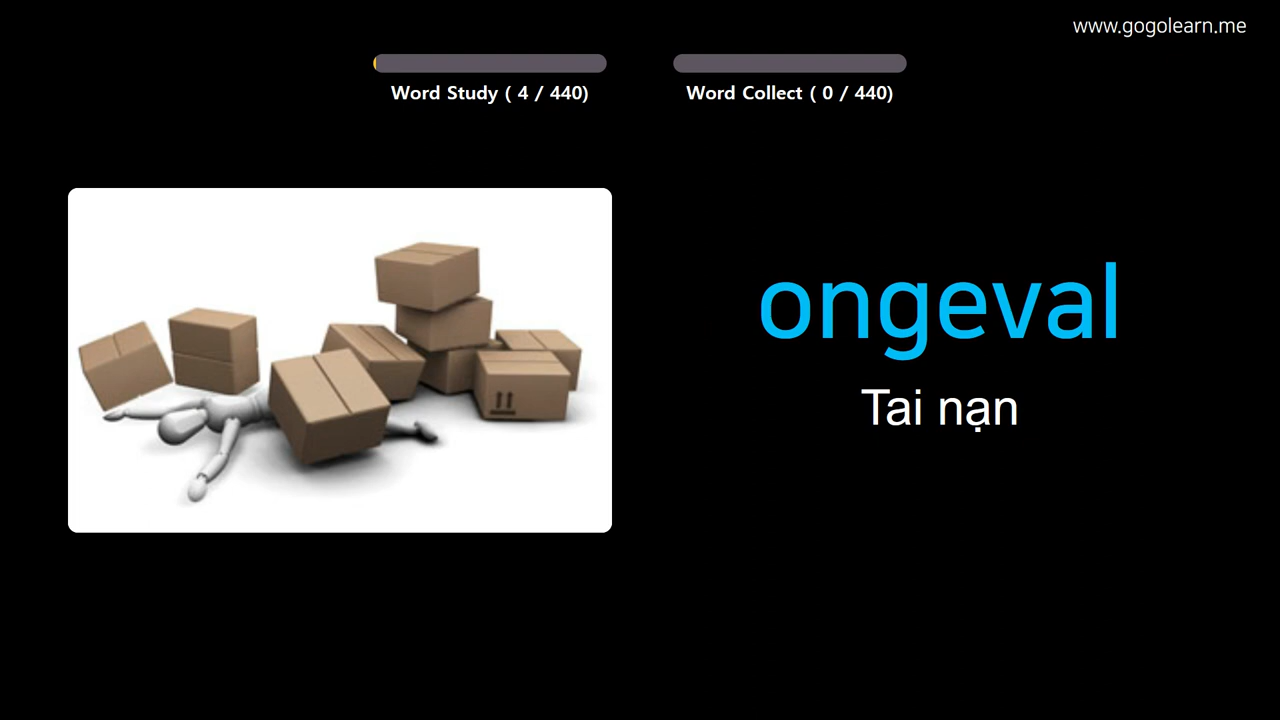 www.gogolearn.me
Word Study ( 4 / 440)
Word Collect ( 0 / 440)
ongeval
Tai nạn